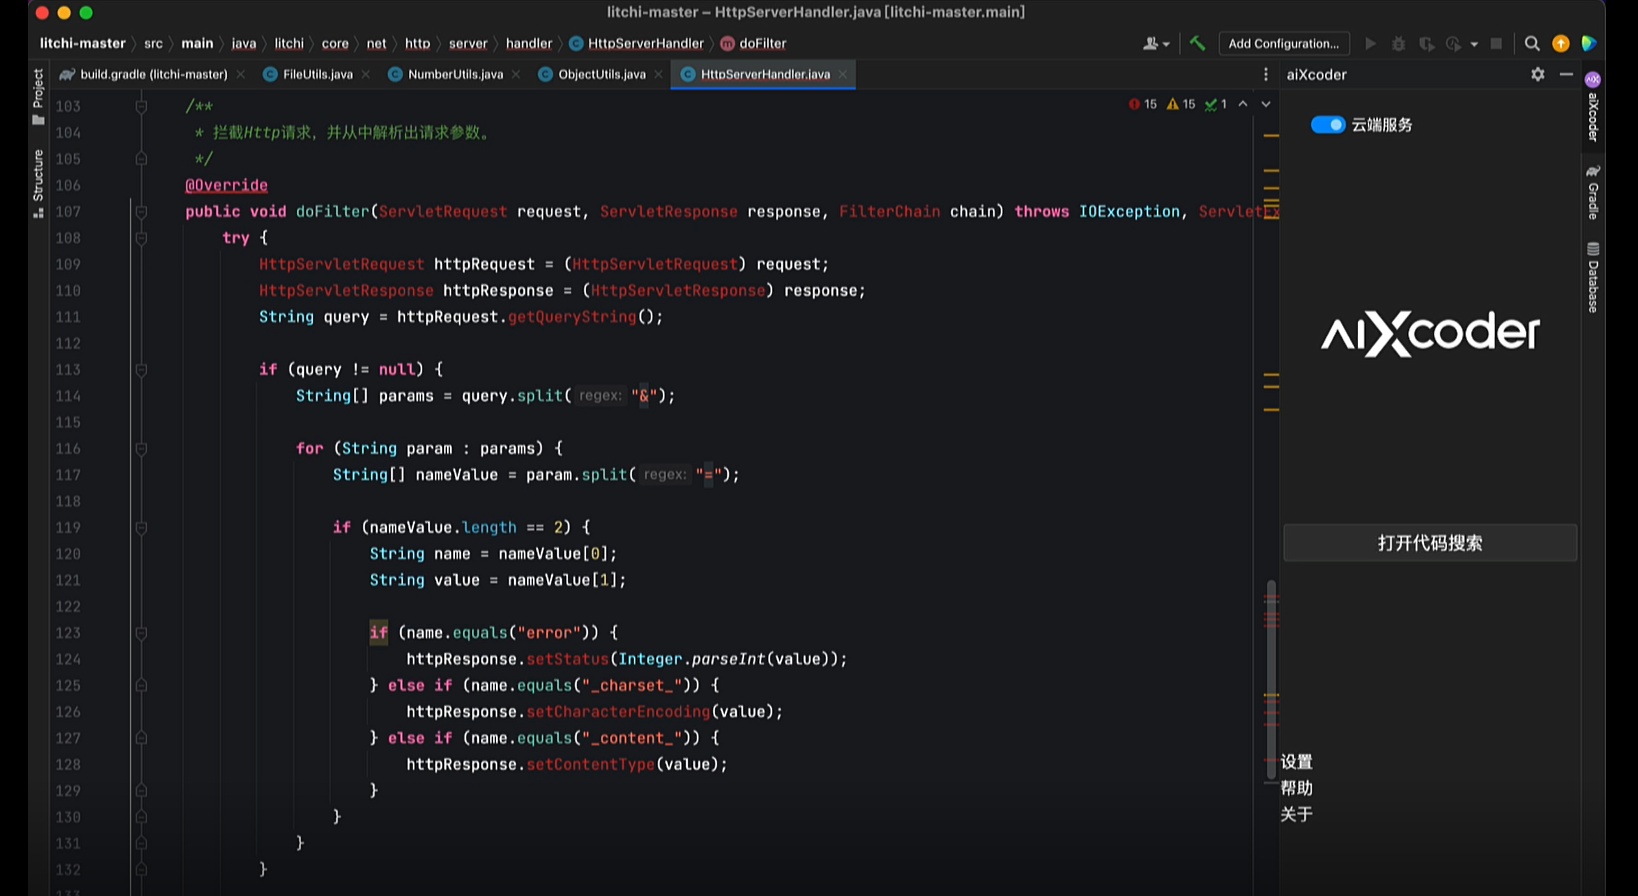 litchi-master – HttpServerHandler.java [litchi-master.main]
litchi-master src main java litchi core net http server handler HttpServerHandler doFilter
Add Configuration...
build.gradle (litchi-master) FileUtils.java NumberUtils.java ObjectUtils.java HttpServerHandler.java
aiXcoder
Project
Structure
15 15 1
103 /**
104 * 拦截Http请求，并从中解析出请求参数。
105 */
106 @Override
107 public void doFilter(ServletRequest request, ServletResponse response, FilterChain chain) throws IOException, ServletEx
108 try {
109 HttpServletRequest httpRequest = (HttpServletRequest) request;
110 HttpServletResponse httpResponse = (HttpServletResponse) response;
111 String query = httpRequest.getQueryString();
112
113 if (query != null) {
114 String[] params = query.split( regex: "&");
115
116 for (String param : params) {
117 String[] nameValue = param.split( regex: "=");
118
119 if (nameValue.length == 2) {
120 String name = nameValue[0];
121 String value = nameValue[1];
122
123 if (name.equals("error")) {
124 httpResponse.setStatus(Integer.parseInt(value));
125 } else if (name.equals("_charset_")) {
126 httpResponse.setCharacterEncoding(value);
127 } else if (name.equals("_content_")) {
128 httpResponse.setContentType(value);
129 }
130 }
131 }
132 }
133
云端服务
aiXcoder
打开代码搜索
设置
帮助
关于
aiXcoder
Gradle
Database